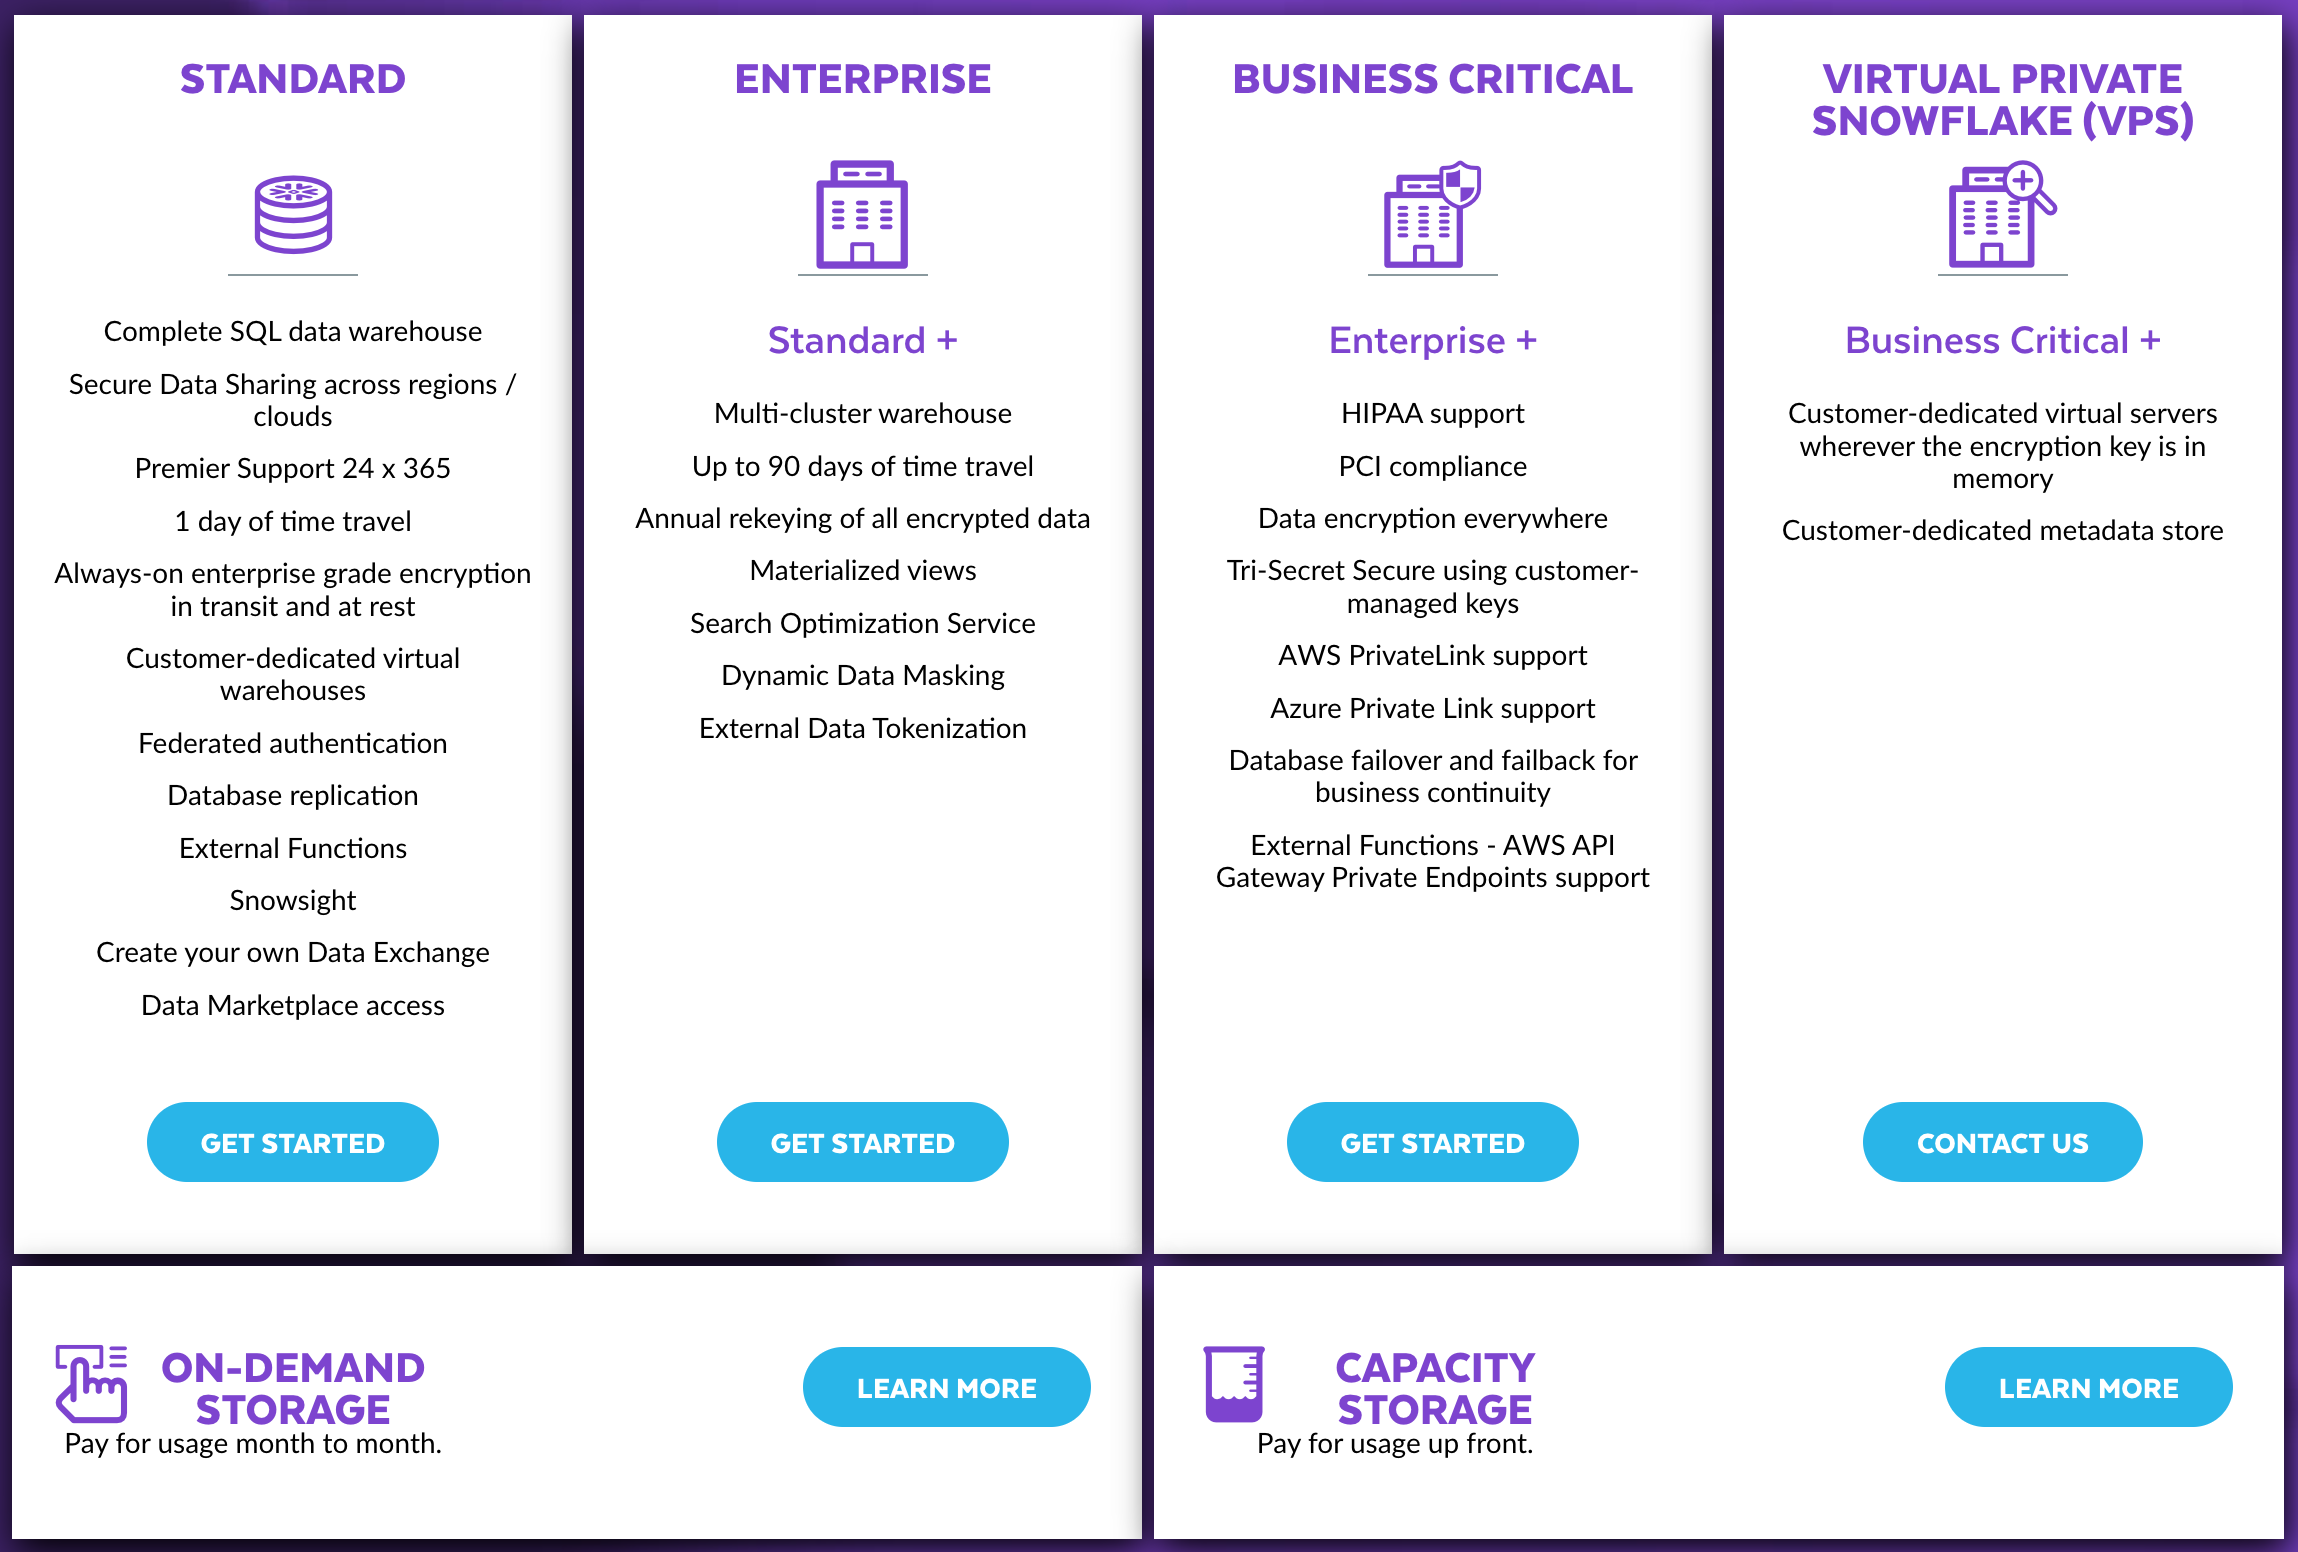 STANDARD
Complete SQL data warehouse
Secure Data Sharing across regions /
clouds
Premier Support 24 x 365
1 day of time travel
Always-on enterprise grade encryption
in transit and at rest
Customer-dedicated virtual
warehouses
Federated authentication
Database replication
External Functions
Snowsight
Create your own Data Exchange
Data Marketplace access
GET STARTED
ENTERPRISE
Standard +
Multi-cluster warehouse
Up to 90 days of time travel
Annual rekeying of all encrypted data
Materialized views
Search Optimization Service
Dynamic Data Masking
External Data Tokenization
GET STARTED
BUSINESS CRITICAL
Enterprise +
HIPAA support
PCI compliance
Data encryption everywhere
Tri-Secret Secure using customer-
managed keys
AWS PrivateLink support
Azure Private Link support
Database failover and failback for
business continuity
External Functions - AWS API
Gateway Private Endpoints support
GET STARTED
VIRTUAL PRIVATE
SNOWFLAKE (VPS)
Business Critical +
Customer-dedicated virtual servers
wherever the encryption key is in
memory
Customer-dedicated metadata store
CONTACT US
ON-DEMAND
STORAGE
Pay for usage month to month.
LEARN MORE
CAPACITY
STORAGE
Pay for usage up front.
LEARN MORE